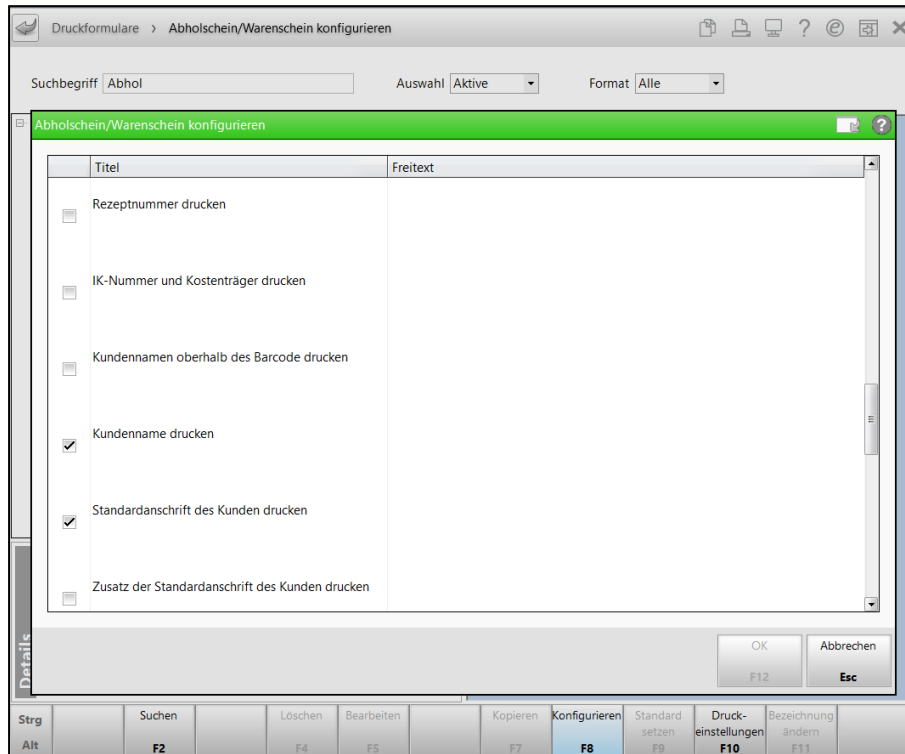 Druckformulare > Abholschein/Warenschein konfigurieren
Suchbegriff Abhol Auswahl Aktive Format Alle
Abholschein/Warenschein konfigurieren
Titel Freitext
Rezeptnummer drucken
IK-Nummer und Kostenträger drucken
Kundennamen oberhalb des Barcode drucken
Kundenname drucken
Standardanschrift des Kunden drucken
Zusatz der Standardanschrift des Kunden drucken
Details
OK Abbrechen
F12 Esc
Strg Suchen Löschen Bearbeiten Kopieren Konfigurieren Standard setzen Druck-einstellungen Bezeichnung ändern
Alt F2 F4 F5 F7 F8 F9 F10 F11